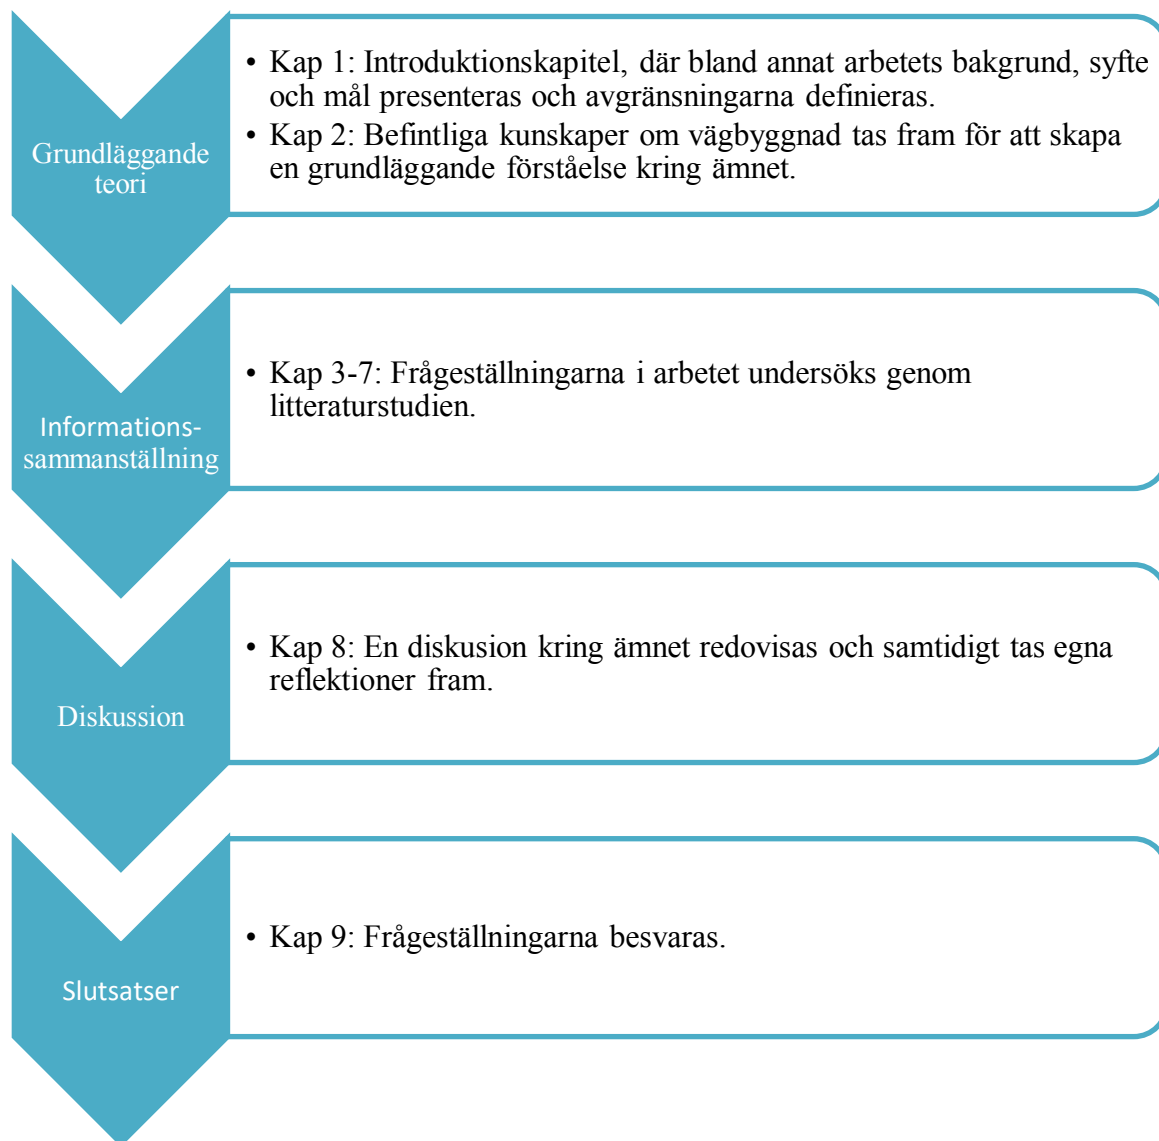 Grundläggande
teori
• Kap 1: Introduktionskapitel, där bland annat arbetets bakgrund, syfte
och mål presenteras och avgränsningarna definieras.
• Kap 2: Befintliga kunskaper om vägbyggnad tas fram för att skapa
en grundläggande förståelse kring ämnet.
Informations-
sammanställning
• Kap 3-7: Frågeställningarna i arbetet undersöks genom
litteraturstudien.
Diskussion
• Kap 8: En diskusion kring ämnet redovisas och samtidigt tas egna
reflektioner fram.
Slutsatser
• Kap 9: Frågeställningarna besvaras.